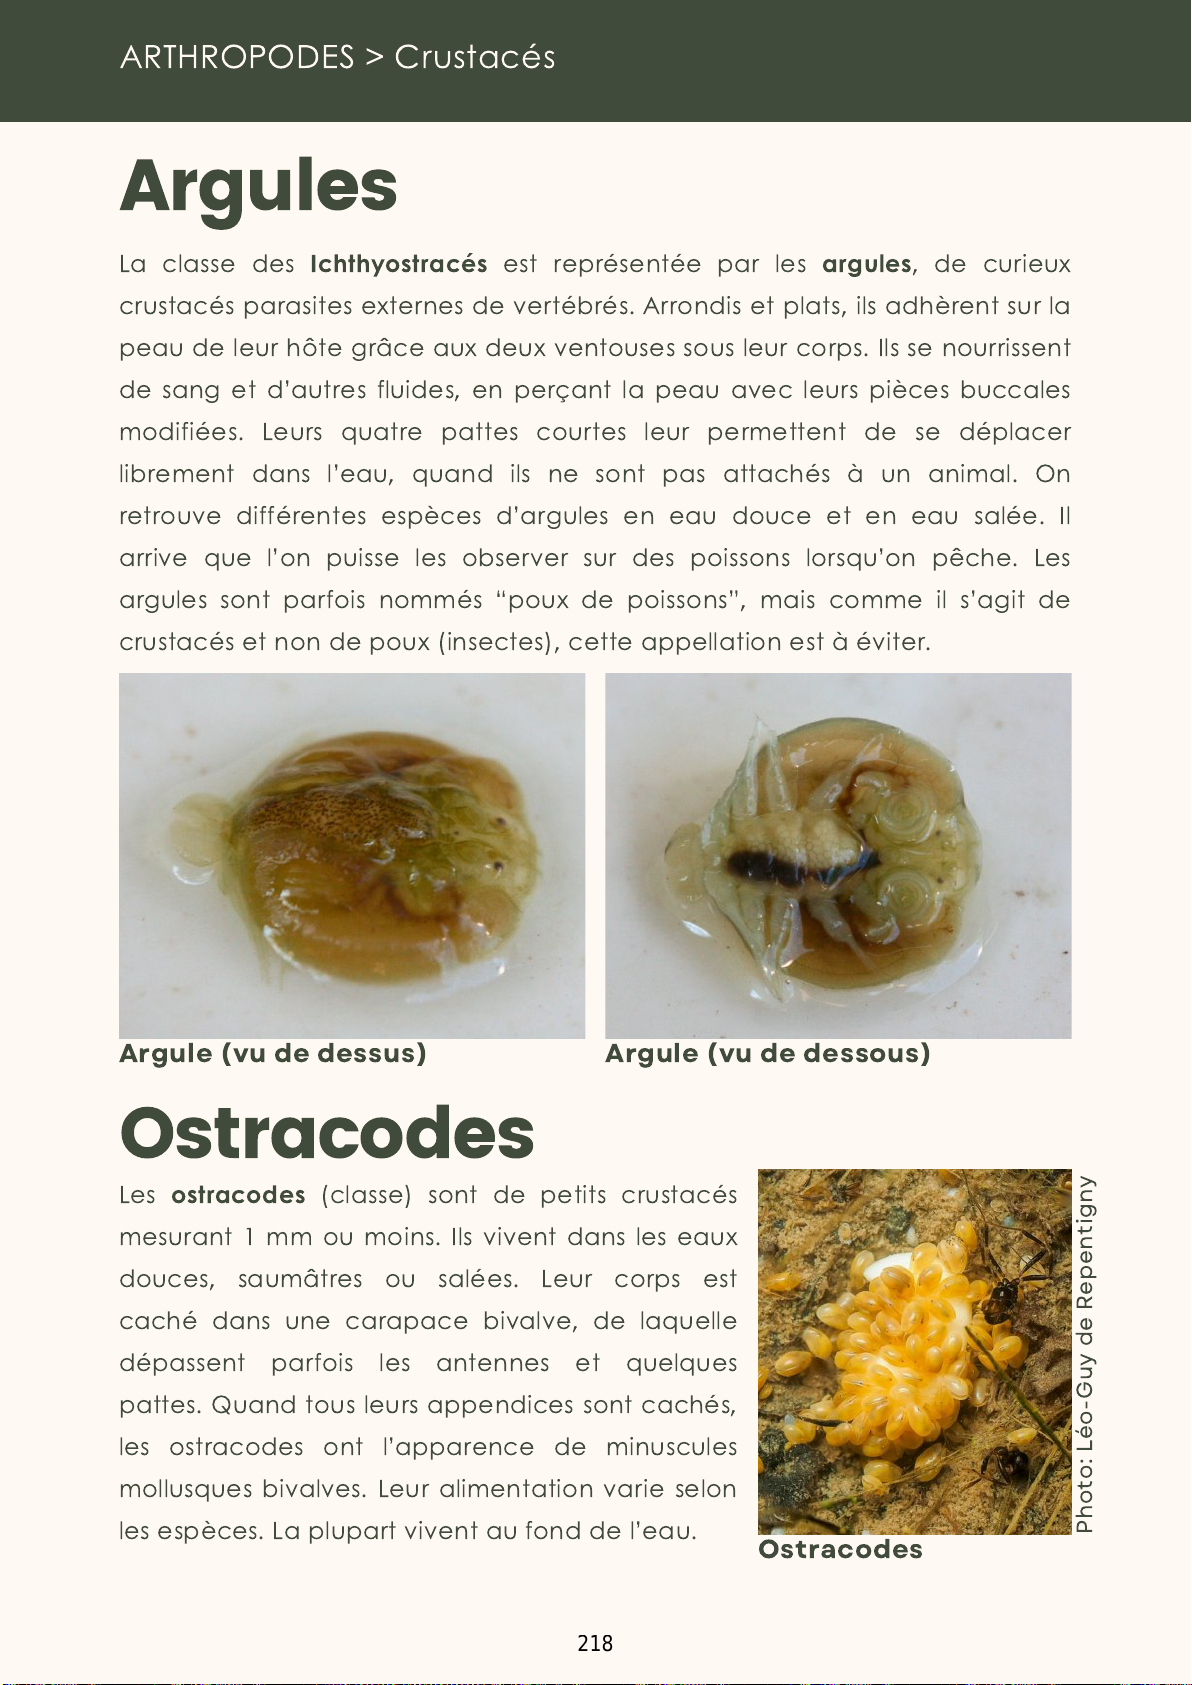 ARTHROPODES > Crustacés
Argules
La classe des Ichthyostracés est représentée par les argules, de curieux
crustacés parasites externes de vertébrés. Arrondis et plats, ils adhèrent sur la
peau de leur hôte grâce aux deux ventouses sous leur corps. Ils se nourrissent
de sang et d’autres fluides, en perçant la peau avec leurs pièces buccales
modifiées. Leurs quatre pattes courtes leur permettent de se déplacer
librement dans l’eau, quand ils ne sont pas attachés à un animal. On
retrouve différentes espèces d’argules en eau douce et en eau salée. Il
arrive que l’on puisse les observer sur des poissons lorsqu’on pêche. Les
argules sont parfois nommés “poux de poissons”, mais comme il s’agit de
crustacés et non de poux (insectes), cette appellation est à éviter.
Argule (vu de dessus)
Argule (vu de dessous)
Ostracodes
Les ostracodes (classe) sont de petits crustacés
mesurant 1 mm ou moins. Ils vivent dans les eaux
douces, saumâtres ou salées. Leur corps est
caché dans une carapace bivalve, de laquelle
dépassent parfois les antennes et quelques
pattes. Quand tous leurs appendices sont cachés,
les ostracodes ont l’apparence de minuscules
mollusques bivalves. Leur alimentation varie selon
les espèces. La plupart vivent au fond de l’eau.
Photo: Léo-Guy de Repentigny
Ostracodes
218